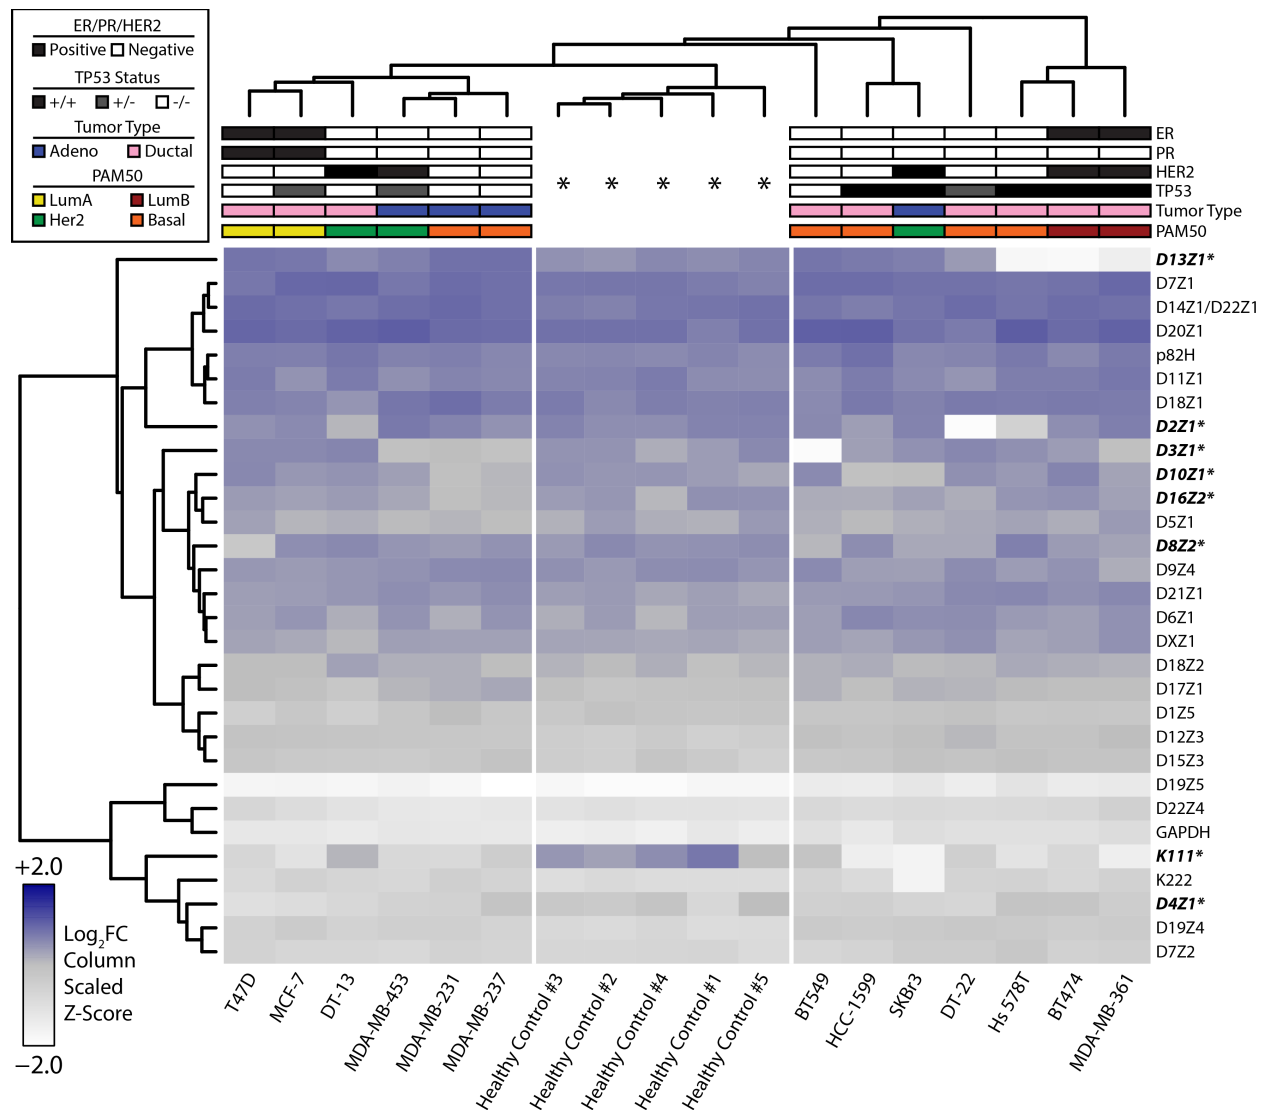 ER/PR/HER2
Positive Negative
TP53 Status
+/+ +/- -/-
Tumor Type
Adeno Ductal
PAM50
LumA LumB
Her2 Basal
ER
PR
HER2
* * * * *
TP53
Tumor Type
PAM50
D13Z1*
D7Z1
D14Z1/D22Z1
D20Z1
p82H
D11Z1
D18Z1
D2Z1*
D3Z1*
D10Z1*
D16Z2*
D5Z1
D8Z2*
D9Z4
D21Z1
D6Z1
DXZ1
D18Z2
D17Z1
D1Z5
D12Z3
D15Z3
D19Z5
D22Z4
GAPDH
K111*
K222
D4Z1*
D19Z4
D7Z2
+2.0
Log2FC
Column
Scaled
Z-Score
−2.0
T47D
MCF-7
DT-13
MDA-MB-453
MDA-MB-231
MDA-MB-237
Healthy Control #3
Healthy Control #2
Healthy Control #4
Healthy Control #1
Healthy Control #5
BT549
HCC-1599
SKBr3
DT-22
Hs 578T
BT474
MDA-MB-361